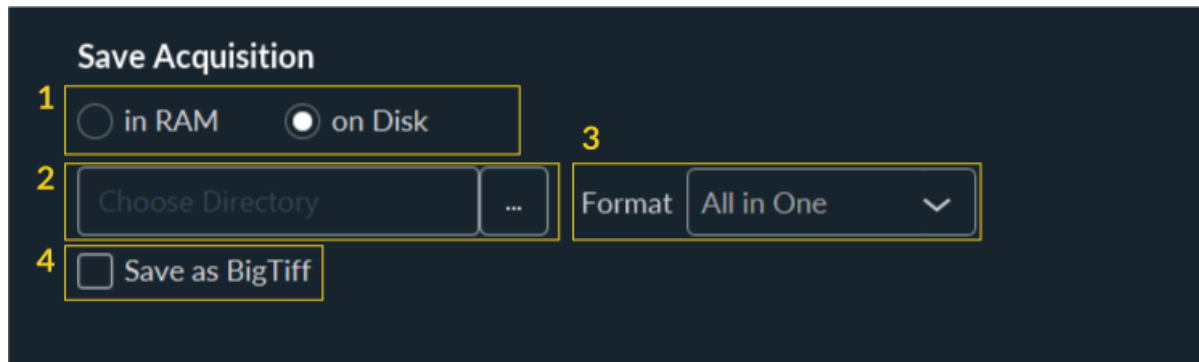 Save Acquisition
1
in RAM on Disk
3
2
Choose Directory ... Format All in One
4
Save as BigTiff